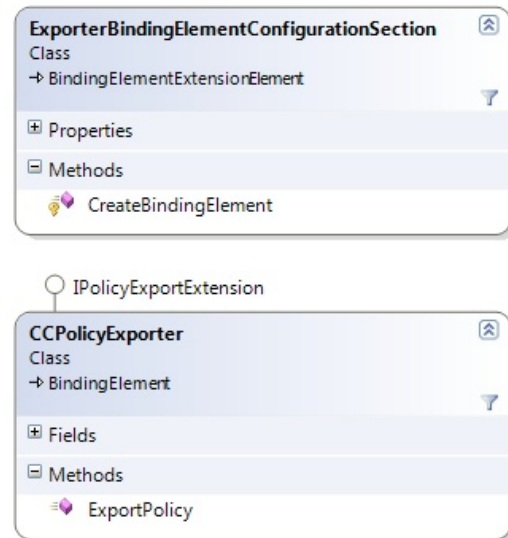 ExporterBindingElementConfigurationSection
Class
BindingElementExtensionElement
Properties
Methods
CreateBindingElement
IPolicyExportExtension
CCPolicyExporter
Class
BindingElement
Fields
Methods
ExportPolicy